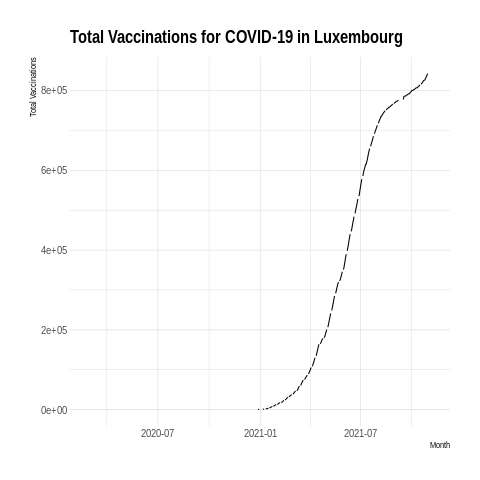 Total Vaccinations for COVID-19 in Luxembourg
Total Vaccinations
8e+05
6e+05
4e+05
2e+05
0e+00
2020-07 2021-01 2021-07
Month